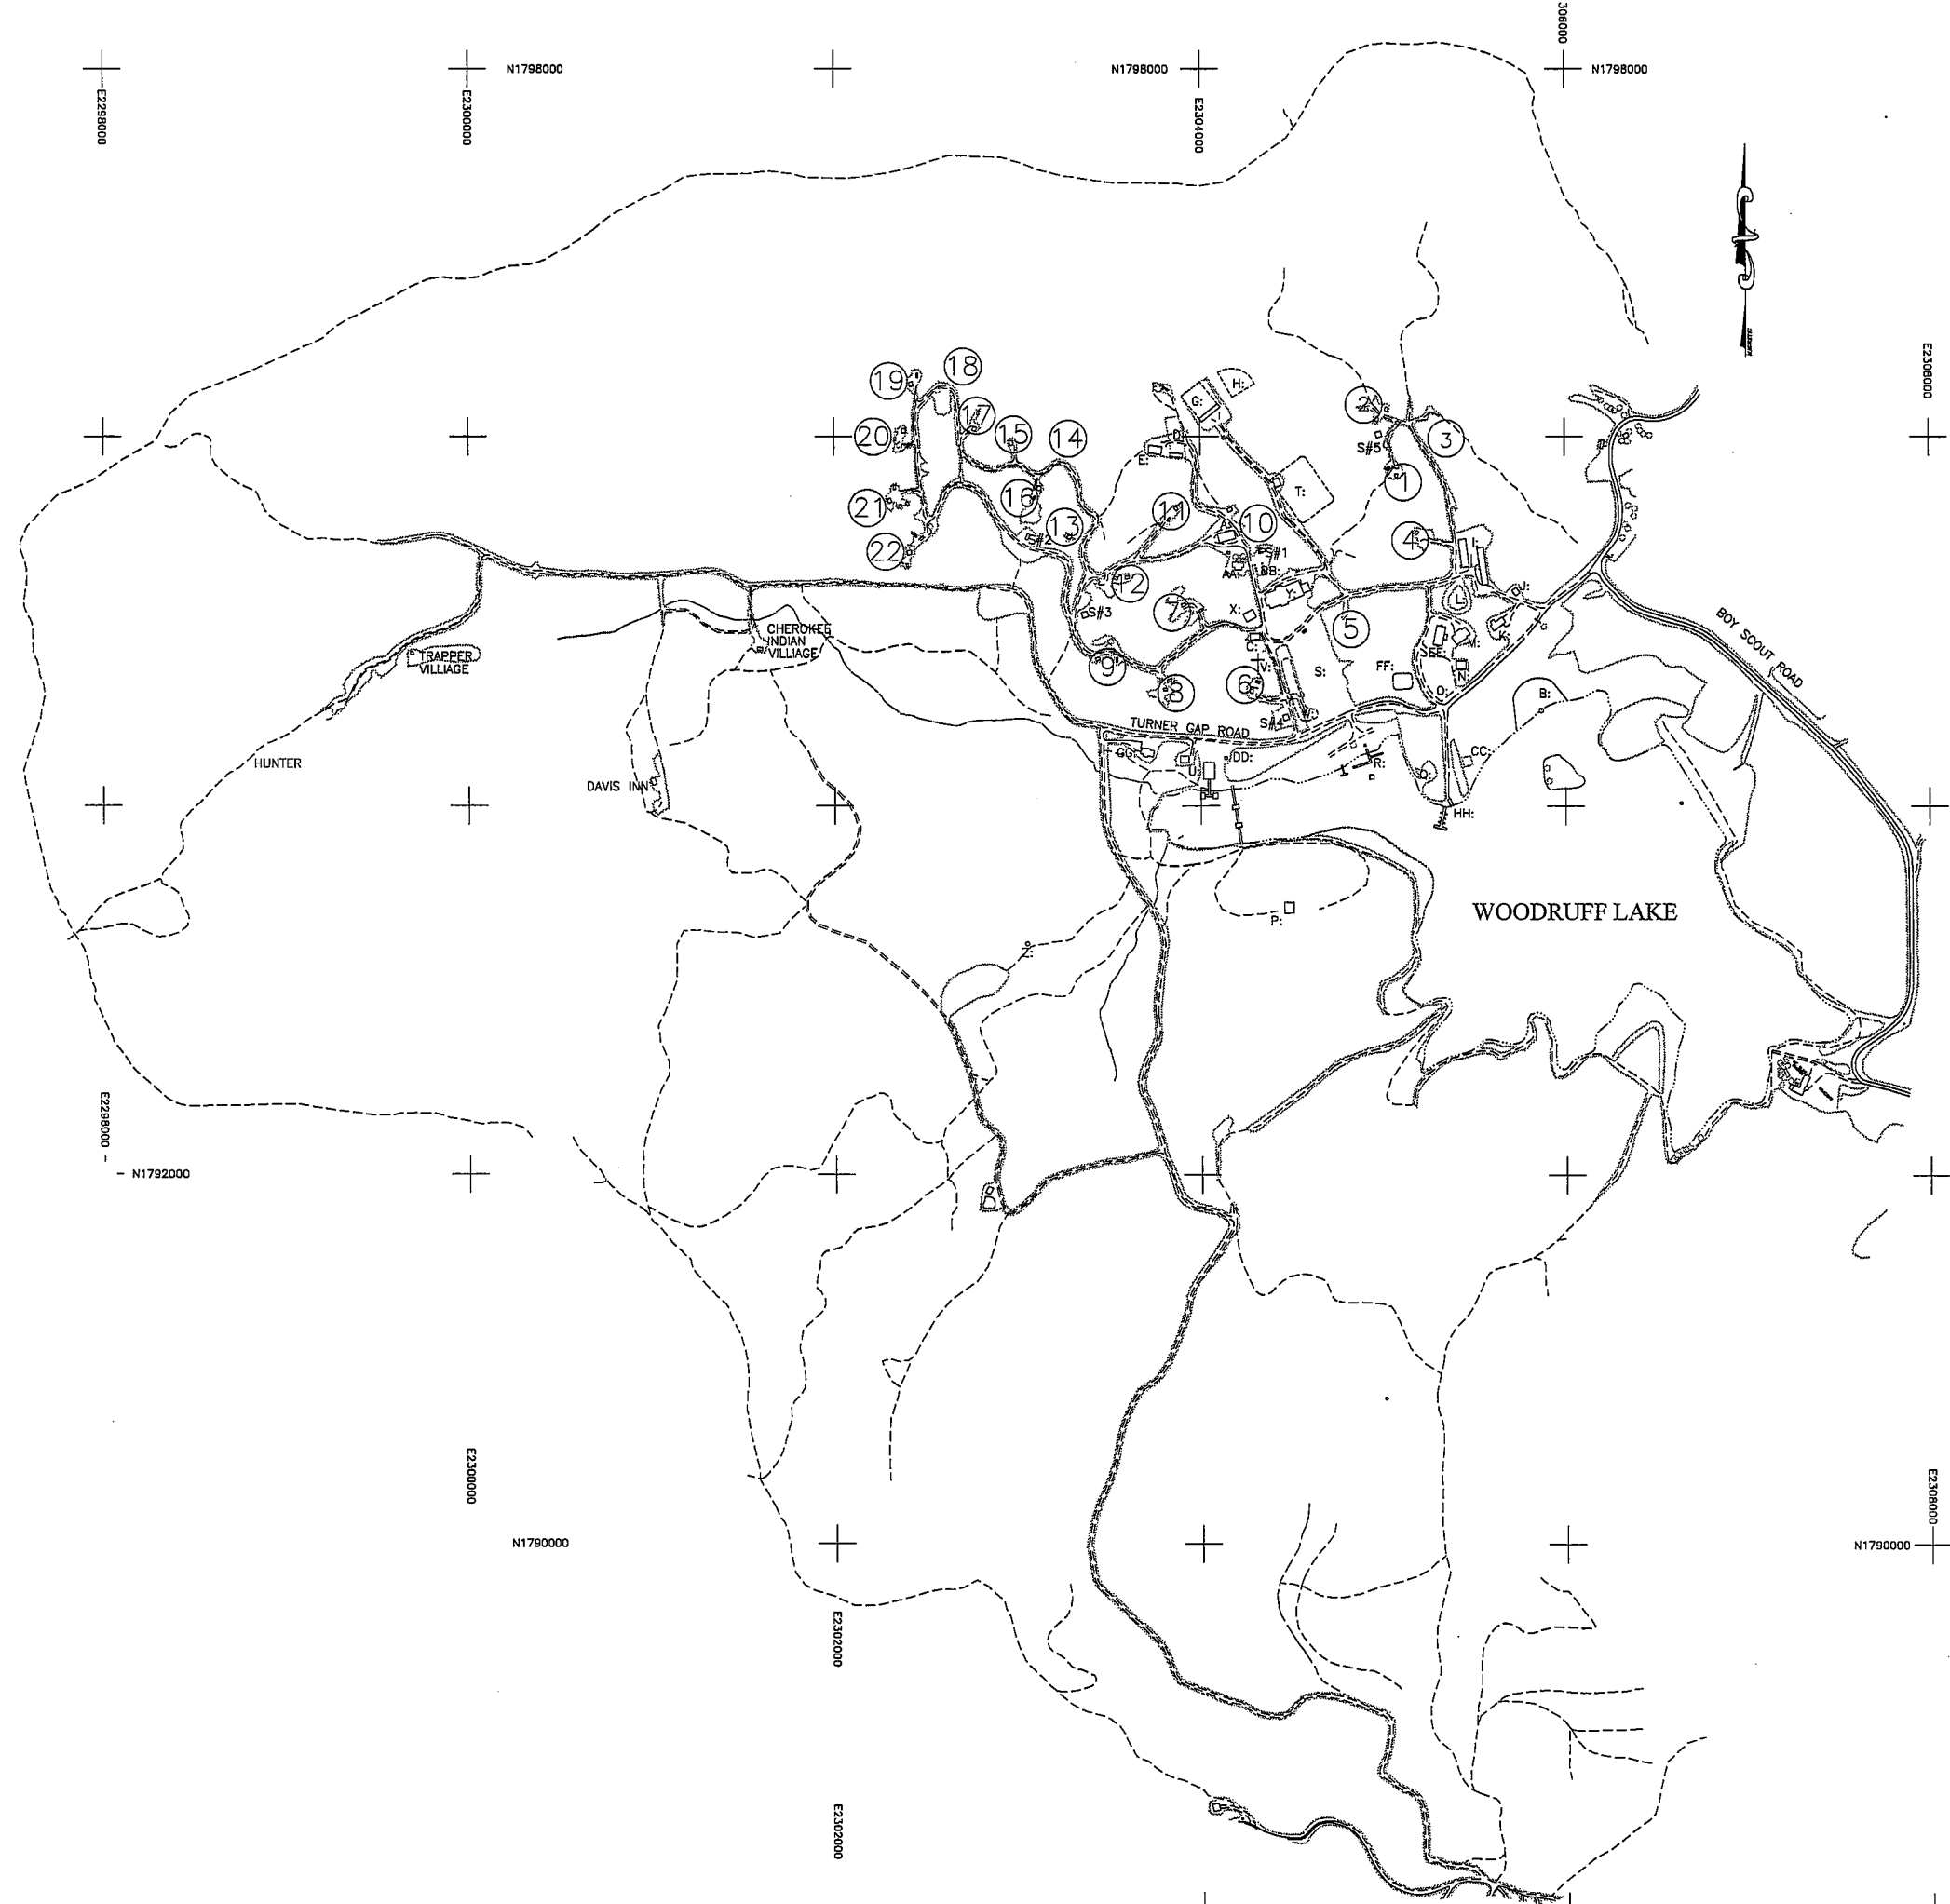 306000
N1798000
N1798000
N1798000
E2298000
E2300000
E2304000
E2308000
18
19
H:
G:
2
17
20
15
14
3
S#5
E:
1
T:
16
21
11
10
13
4
I:
S#2
22
S#1
AA:
BB:
12
J:
Y:
L:
7
X:
S#3
5
BOY SCOUT ROAD
CHEROKEE
INDIAN
VILLIAGE
K:
M:
C:
EE:
TRAPPER
VILLIAGE
9
V:
S:
FF:
N:
6
8
O:
B:
S#4
TURNER GAP ROAD
GG:
DD:
CC:
HUNTER
R:
U:
Q:
DAVIS INN
HH:
WOODRUFF LAKE
P:
Z:
E2298000
N1792000
D
E2300000
E2308000
N1790000
N1790000
E2302000
E2302000